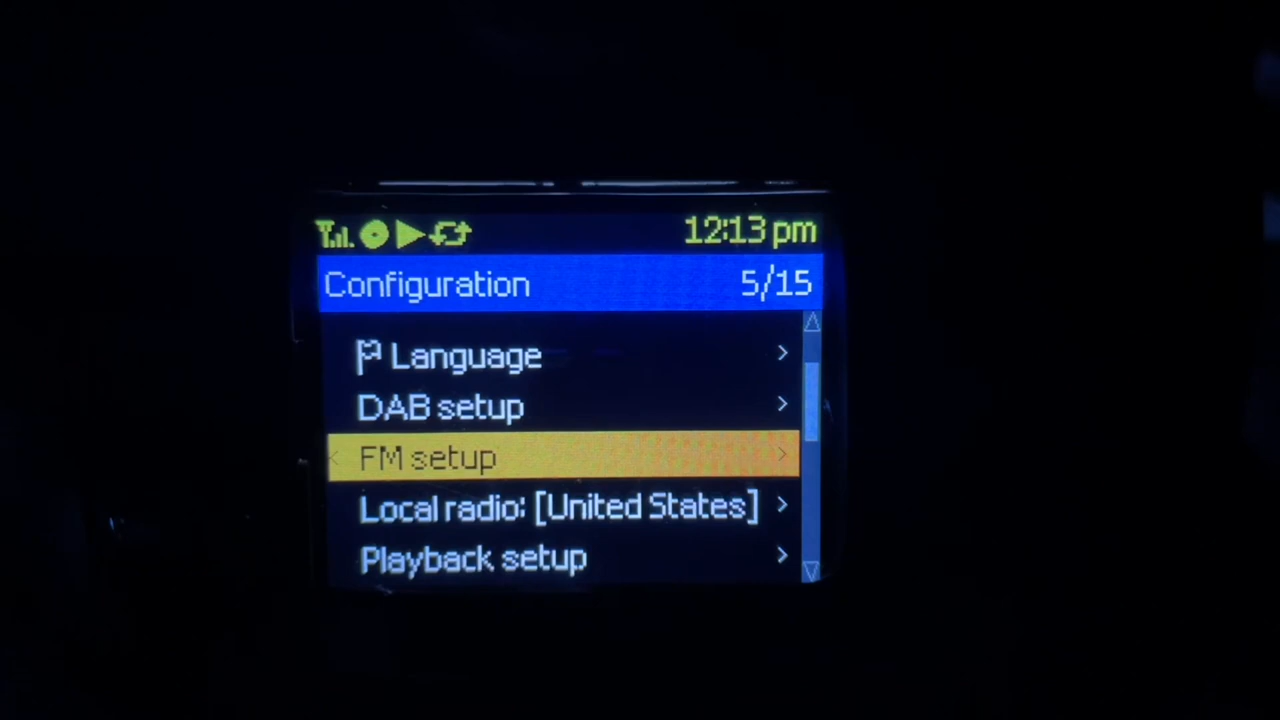 12:13 pm
Configuration 5/15
Language
DAB setup
FM setup
Local radio: [United States]
Playback setup